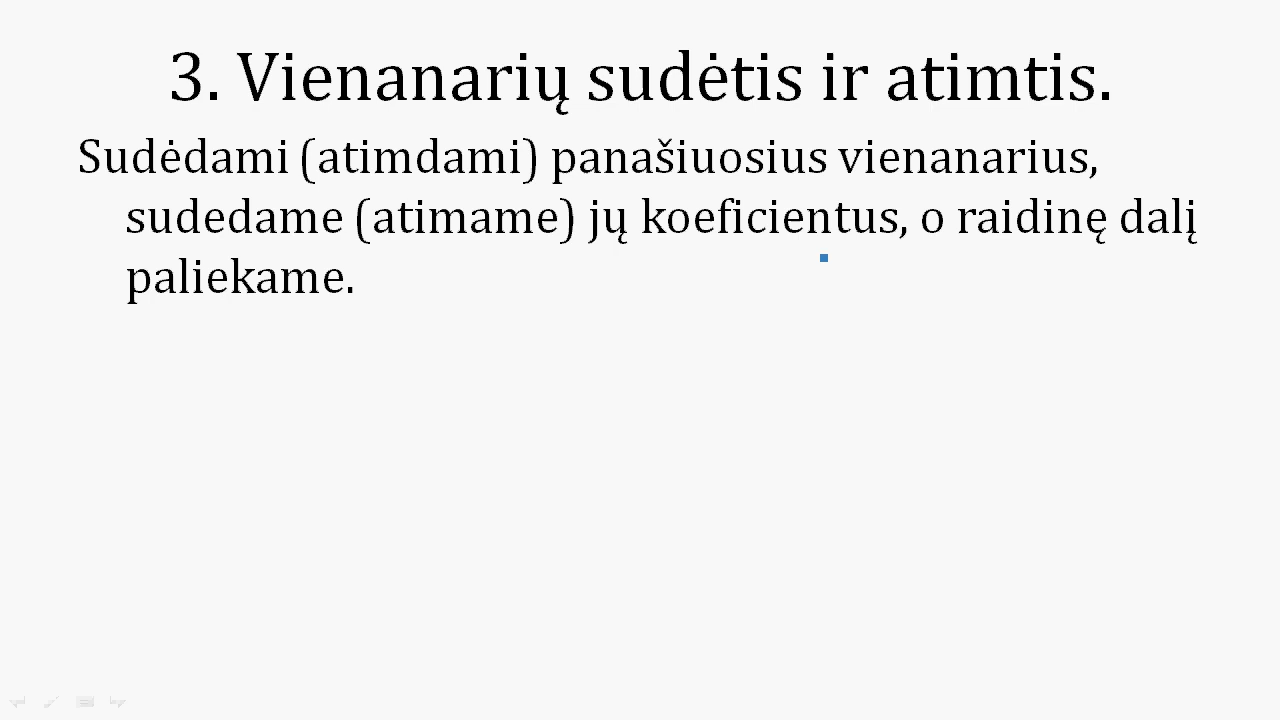 3. Vienanarių sudėtis ir atimtis.
Sudėdami (atimdami) panašiuosius vienanarius,
sudedame (atimame) jų koeficientus, o raidinę dalį
paliekame.